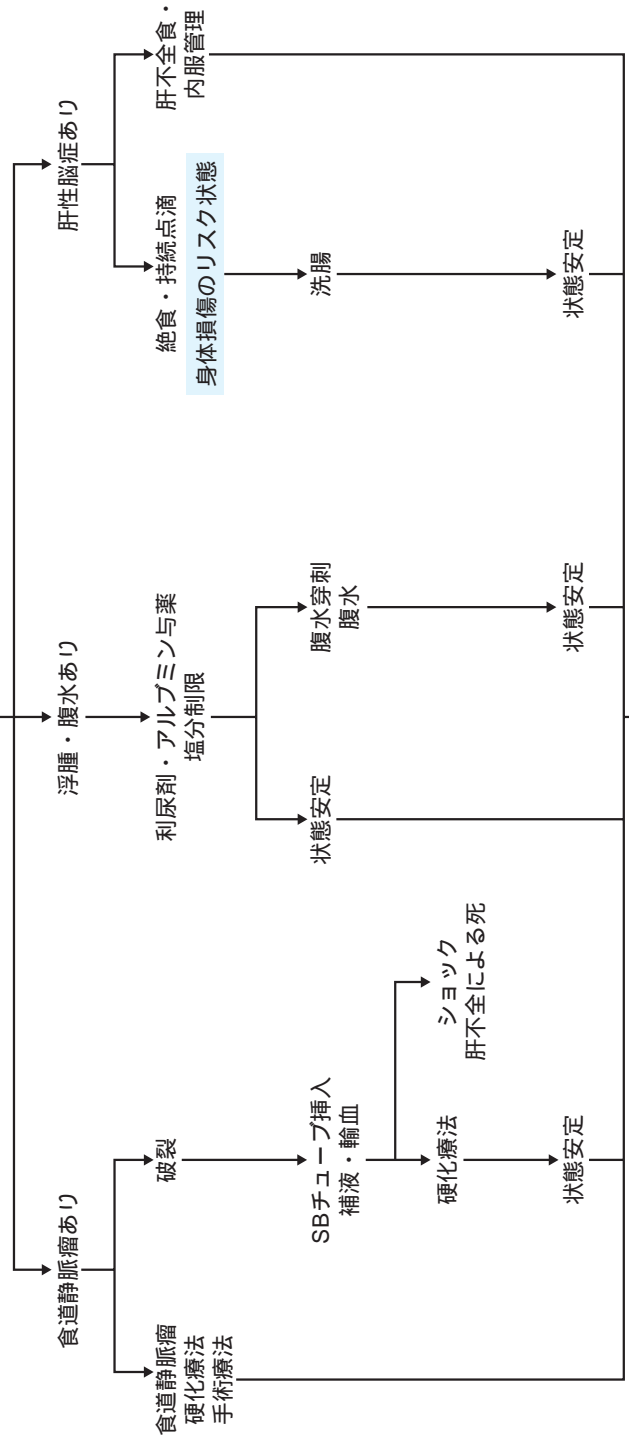 食道静脈瘤あり
食道静脈瘤
硬化療法
手術療法
破裂
SBチューブ挿入
補液・輸血
硬化療法
状態安定
ショック
肝不全による死
浮腫・腹水あり
利尿剤・アルブミン与薬
塩分制限
状態安定
腹水穿刺
腹水
状態安定
肝性脳症あり
絶食・持続点滴
身体損傷のリスク状態
洗腸
状態安定
肝不全食・
内服管理